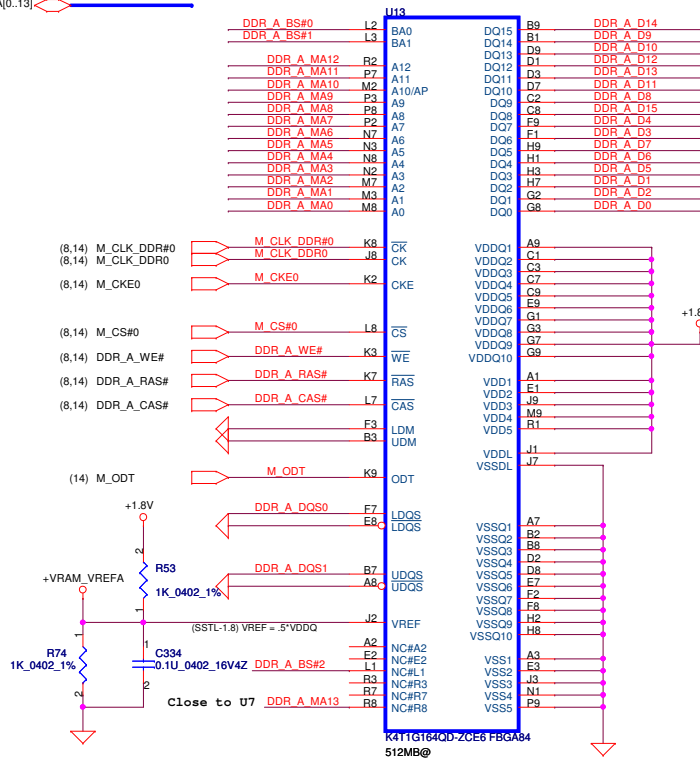 A[0..13]
U13
DDR_A_BS#0 L2 BA0 DQ15 B9 DDR_A_D14
DDR_A_BS#1 L3 BA1 DQ14 B1 DDR_A_D9
DQ13 D9 DDR_A_D10
DDR_A_MA12 R2 A12 DQ12 D1 DDR_A_D12
DDR_A_MA11 P7 A11 DQ11 D3 DDR_A_D13
DDR_A_MA10 M2 A10/AP DQ10 D7 DDR_A_D11
DDR_A_MA9 P3 A9 DQ9 C2 DDR_A_D8
DDR_A_MA8 P8 A8 DQ8 C8 DDR_A_D15
DDR_A_MA7 P2 A7 DQ7 F9 DDR_A_D4
DDR_A_MA6 N7 A6 DQ6 F1 DDR_A_D3
DDR_A_MA5 N3 A5 DQ5 H9 DDR_A_D7
DDR_A_MA4 N8 A4 DQ4 H1 DDR_A_D6
DDR_A_MA3 N2 A3 DQ3 H3 DDR_A_D5
DDR_A_MA2 M7 A2 DQ2 H7 DDR_A_D1
DDR_A_MA1 M3 A1 DQ1 G2 DDR_A_D2
DDR_A_MA0 M8 A0 DQ0 G8 DDR_A_D0
(8,14) M_CLK_DDR#0 M_CLK_DDR#0 K8 CK VDDQ1 A9
(8,14) M_CLK_DDR0 M_CLK_DDR0 J8 CK VDDQ2 C1
VDDQ3 C3
(8,14) M_CKE0 M_CKE0 K2 CKE VDDQ4 C7
VDDQ5 C9
VDDQ6 E9
VDDQ7 G1
+1.8
(8,14) M_CS#0 M_CS#0 L8 CS VDDQ8 G3
VDDQ9 G7
(8,14) DDR_A_WE# DDR_A_WE# K3 WE VDDQ10 G9
(8,14) DDR_A_RAS# DDR_A_RAS# K7 RAS VDD1 A1
VDD2 E1
(8,14) DDR_A_CAS# DDR_A_CAS# L7 CAS VDD3 J9
VDD4 M9
F3 LDM VDD5 R1
B3 UDM
VDDL J1
VSSDL J7
(14) M_ODT M_ODT K9 ODT
+1.8V
DDR_A_DQS0 F7 LDQS
E8 LDQS VSSQ1 A7
VSSQ2 B2
VSSQ3 B8
2
VSSQ4 D2
R53 DDR_A_DQS1 B7 UDQS VSSQ5 D8
+VRAM_VREFA 1K_0402_1% A8 UDQS VSSQ6 E7
VSSQ7 F2
1
VSSQ8 F8
(SSTL-1.8) VREF = .5*VDDQ J2 VREF VSSQ9 H2
VSSQ10 H8
1 1
A2 NC#A2
R74 C334 E2 NC#E2 VSS1 A3
1K_0402_1% 0.1U_0402_16V4Z DDR_A_BS#2 L1 NC#L1 VSS2 E3
R3 NC#R3 VSS3 J3
2 2
R7 NC#R7 VSS4 N1
Close to U7 DDR_A_MA13 R8 NC#R8 VSS5 P9
K4T1G164QD-ZCE6 FBGA84
512MB@